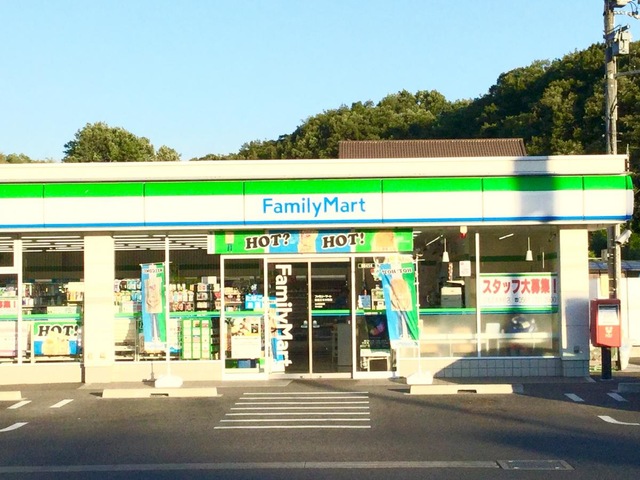 FamilyMart
HOT? HOT!
FamilyMart
HOT!
スタッフ大募集!